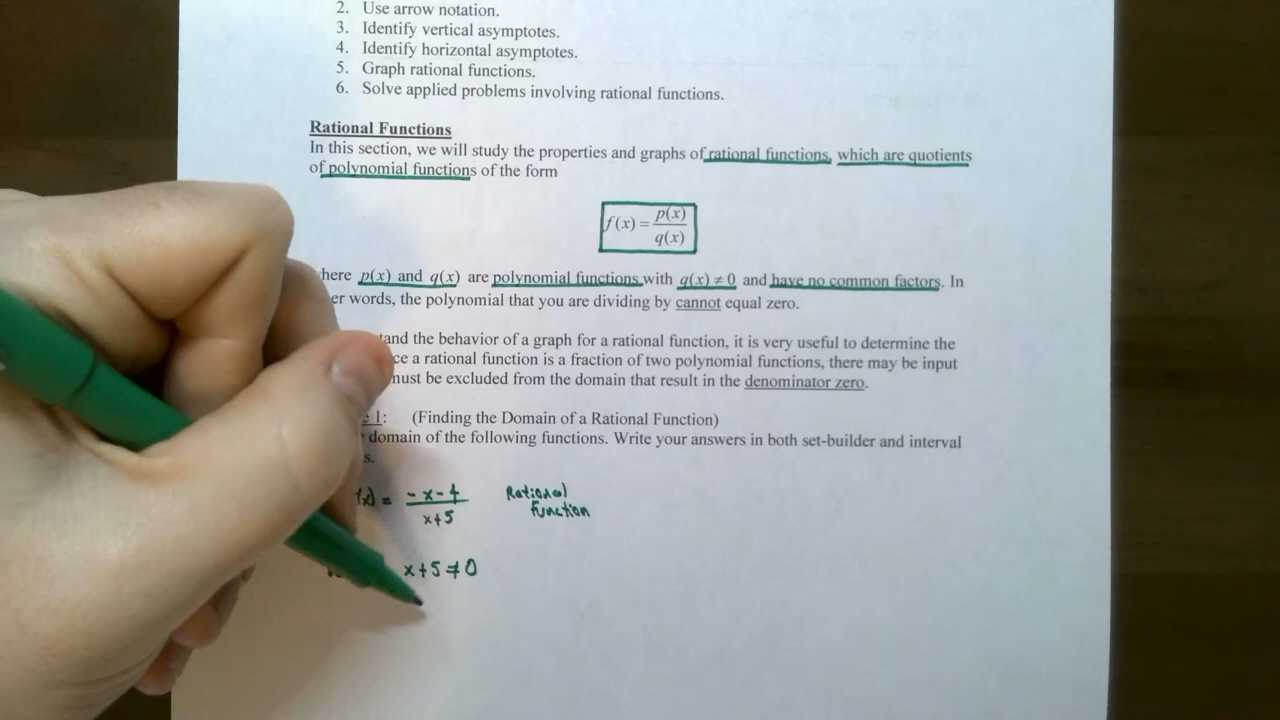 2. Use arrow notation.
3. Identify vertical asymptotes.
4. Identify horizontal asymptotes.
5. Graph rational functions.
6. Solve applied problems involving rational functions.
Rational Functions
In this section, we will study the properties and graphs of rational functions, which are quotients
of polynomial functions of the form
f(x) = p(x)/q(x)
here p(x) and q(x) are polynomial functions with q(x) ≠ 0 and have no common factors. In
er words, the polynomial that you are dividing by cannot equal zero.
tand the behavior of a graph for a rational function, it is very useful to determine the
ce a rational function is a fraction of two polynomial functions, there may be input
must be excluded from the domain that result in the denominator zero.
1: (Finding the Domain of a Rational Function)
domain of the following functions. Write your answers in both set-builder and interval
s.
(x) = -x-4/x+5 Rational
Function
x+5≠0